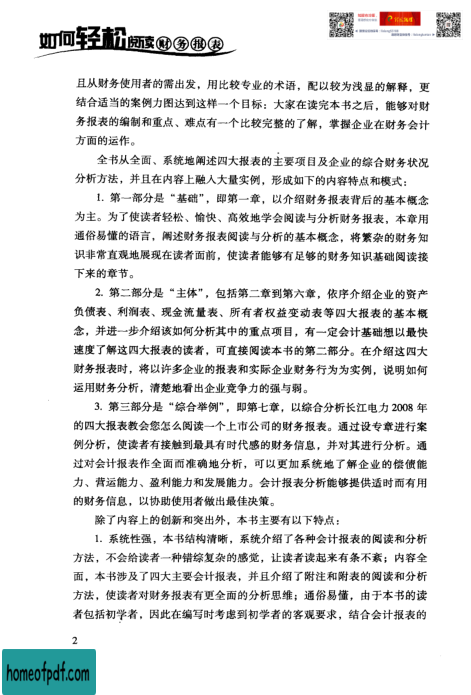 如何轻松阅读财务报表
且从财务使用者的需出发，用比较专业的术语，配以较为浅显的解释，更
结合适当的案例力图达到这样一个目标：大家在读完本书之后，能够对财
务报表的编制和重点、难点有一个比较完整的了解，掌握企业在财务会计
方面的运作。
全书从全面、系统地阐述四大报表的主要项目及企业的综合财务状况
分析方法，并且在内容上融入大量实例，形成如下的内容特点和模式：
1. 第一部分是“基础”，即第一章，以介绍财务报表背后的基本概念
为主。为了使读者轻松、愉快、高效地学会阅读与分析财务报表，本章用
通俗易懂的语言，阐述财务报表阅读与分析的基本概念，将繁杂的财务知
识非常直观地展现在读者面前，使读者能够有足够的财务知识基础阅读接
下来的章节。
2. 第二部分是“主体”，包括第二章到第六章，依序介绍企业的资产
负债表、利润表、现金流量表、所有者权益变动表等四大报表的基本概
念，并进一步介绍该如何分析其中的重点项目，有一定会计基础想以最快
速度了解这四大报表的读者，可直接阅读本书的第二部分。在介绍这四大
财务报表时，将以许多企业的报表和实际企业财务行为为实例，说明如何
运用财务分析，清楚地看出企业竞争力的强与弱。
3. 第三部分是“综合举例”，即第七章，以综合分析长江电力 2008 年
的四大报表教会您怎么阅读一个上市公司的财务报表。通过设专章进行案
例分析，使读者有接触到最具有时代感的财务信息，并对其进行分析。通
过对会计报表作全面而准确地分析，可以更加系统地了解企业的偿债能
力、营运能力、盈利能力和发展能力。会计报表分析能够提供适时而有用
的财务信息，以协助使用者做出最佳决策。
除了内容上的创新和突出外，本书主要有以下特点：
1. 系统性强，本书结构清晰，系统介绍了各种会计报表的阅读和分析
方法，不会给读者一种错综复杂的感觉，让读者读起来有条不紊；内容全
面，本书涉及了四大主要会计报表，并且介绍了附注和附表的阅读和分析
方法，使读者对财务报表有更全面的分析思维；通俗易懂，由于本书的读
者包括初学者，因此在编写时考虑到初学者的客观要求，结合会计报表的
2
homeofpdf.com